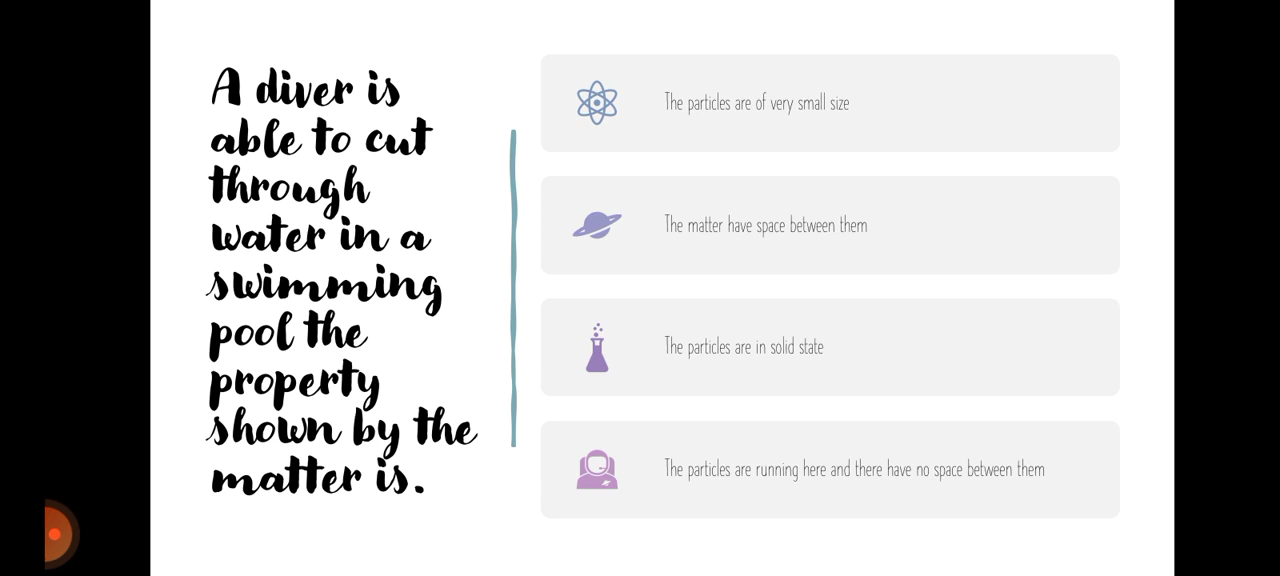 A diver is
able to cut
through
water in a
swimming
pool the
property
shown by the
matter is.
The particles are of very small size
The matter have space between them
The particles are in solid state
The particles are running here and there have no space between them